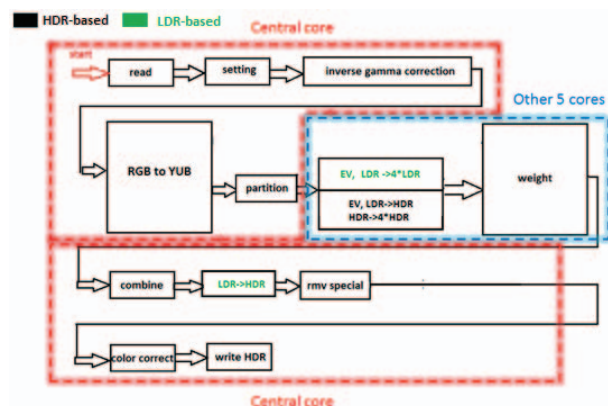 HDR-based LDR-based
Central core
start
read
setting
inverse gamma correction
Other 5 cores
RGB to YUB
partition
EV, LDR ->4*LDR
EV, LDR->HDR
HDR->4*HDR
weight
combine
LDR->HDR
rmv special
color correct
write HDR
Central core